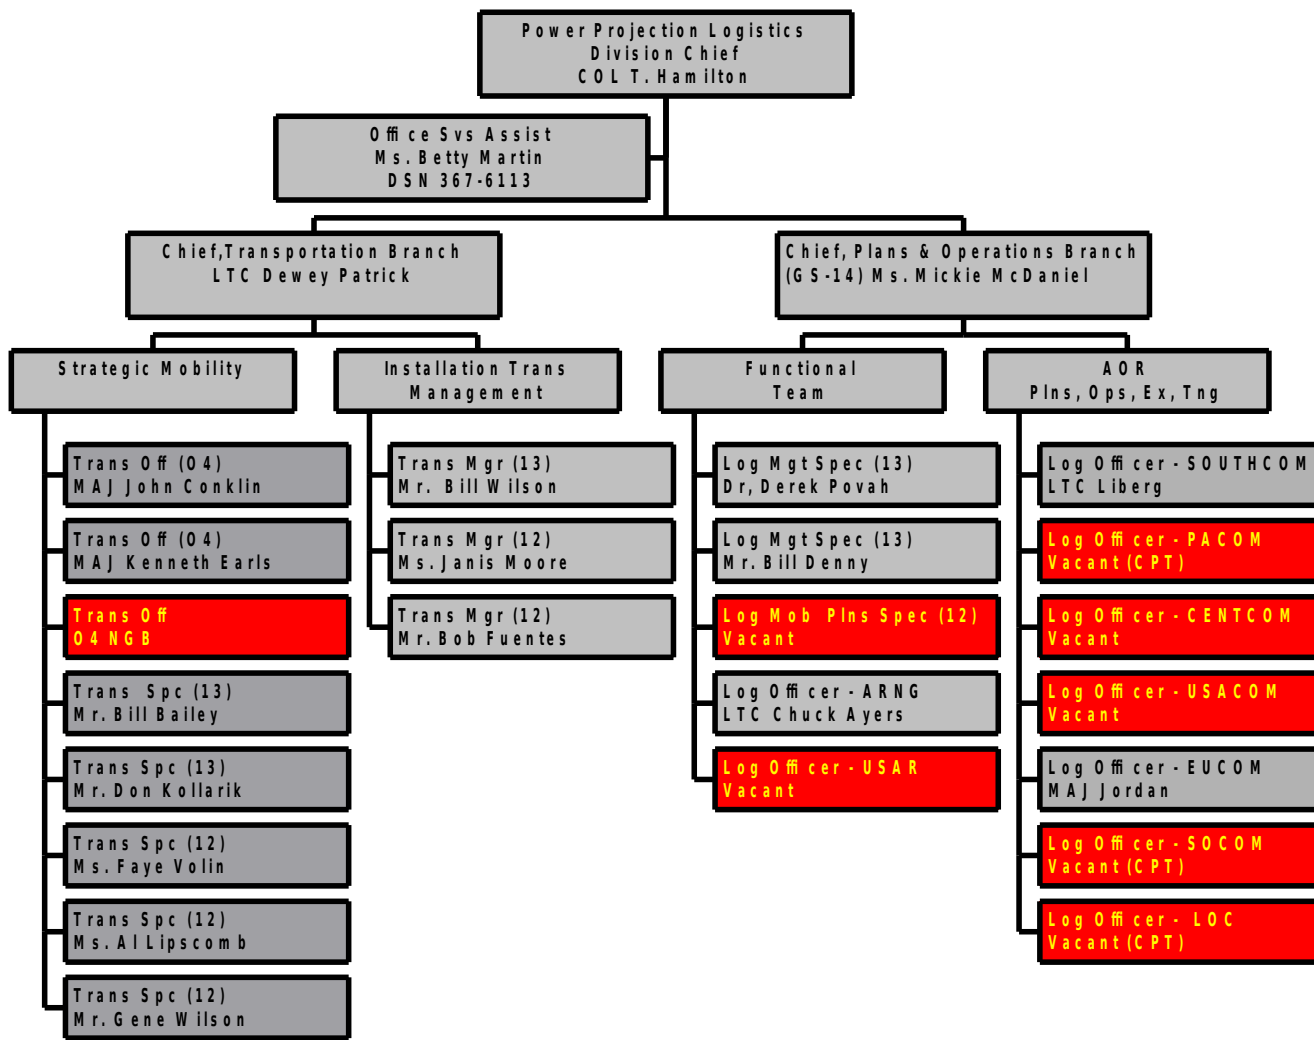 Power Projection Logistics
Division Chief
COL T. Hamilton
Office Svs Assist
Ms. Betty Martin
DSN 367-6113
Chief,Transportation Branch
LTC Dewey Patrick
Chief, Plans & Operations Branch
(GS-14) Ms. Mickie McDaniel
Strategic Mobility
Installation Trans
Management
Functional
Team
AOR
Plns, Ops, Ex, Tng
Trans Off (O4)
MAJ John Conklin
Trans Off (O4)
MAJ Kenneth Earls
Trans Off
O4 NGB
Trans Spc (13)
Mr. Bill Bailey
Trans Spc (13)
Mr. Don Kollarik
Trans Spc (12)
Ms. Faye Volin
Trans Spc (12)
Ms. Al Lipscomb
Trans Spc (12)
Mr. Gene Wilson
Trans Mgr (13)
Mr. Bill Wilson
Trans Mgr (12)
Ms. Janis Moore
Trans Mgr (12)
Mr. Bob Fuentes
Log Mgt Spec (13)
Dr, Derek Povah
Log Mgt Spec (13)
Mr. Bill Denny
Log Mob Plns Spec (12)
Vacant
Log Officer - ARNG
LTC Chuck Ayers
Log Officer - USAR
Vacant
Log Officer - SOUTHCOM
LTC Liberg
Log Officer - PACOM
Vacant (CPT)
Log Officer - CENTCOM
Vacant
Log Officer - USACOM
Vacant
Log Officer - EUCOM
MAJ Jordan
Log Officer - SOCOM
Vacant (CPT)
Log Officer - LOC
Vacant (CPT)